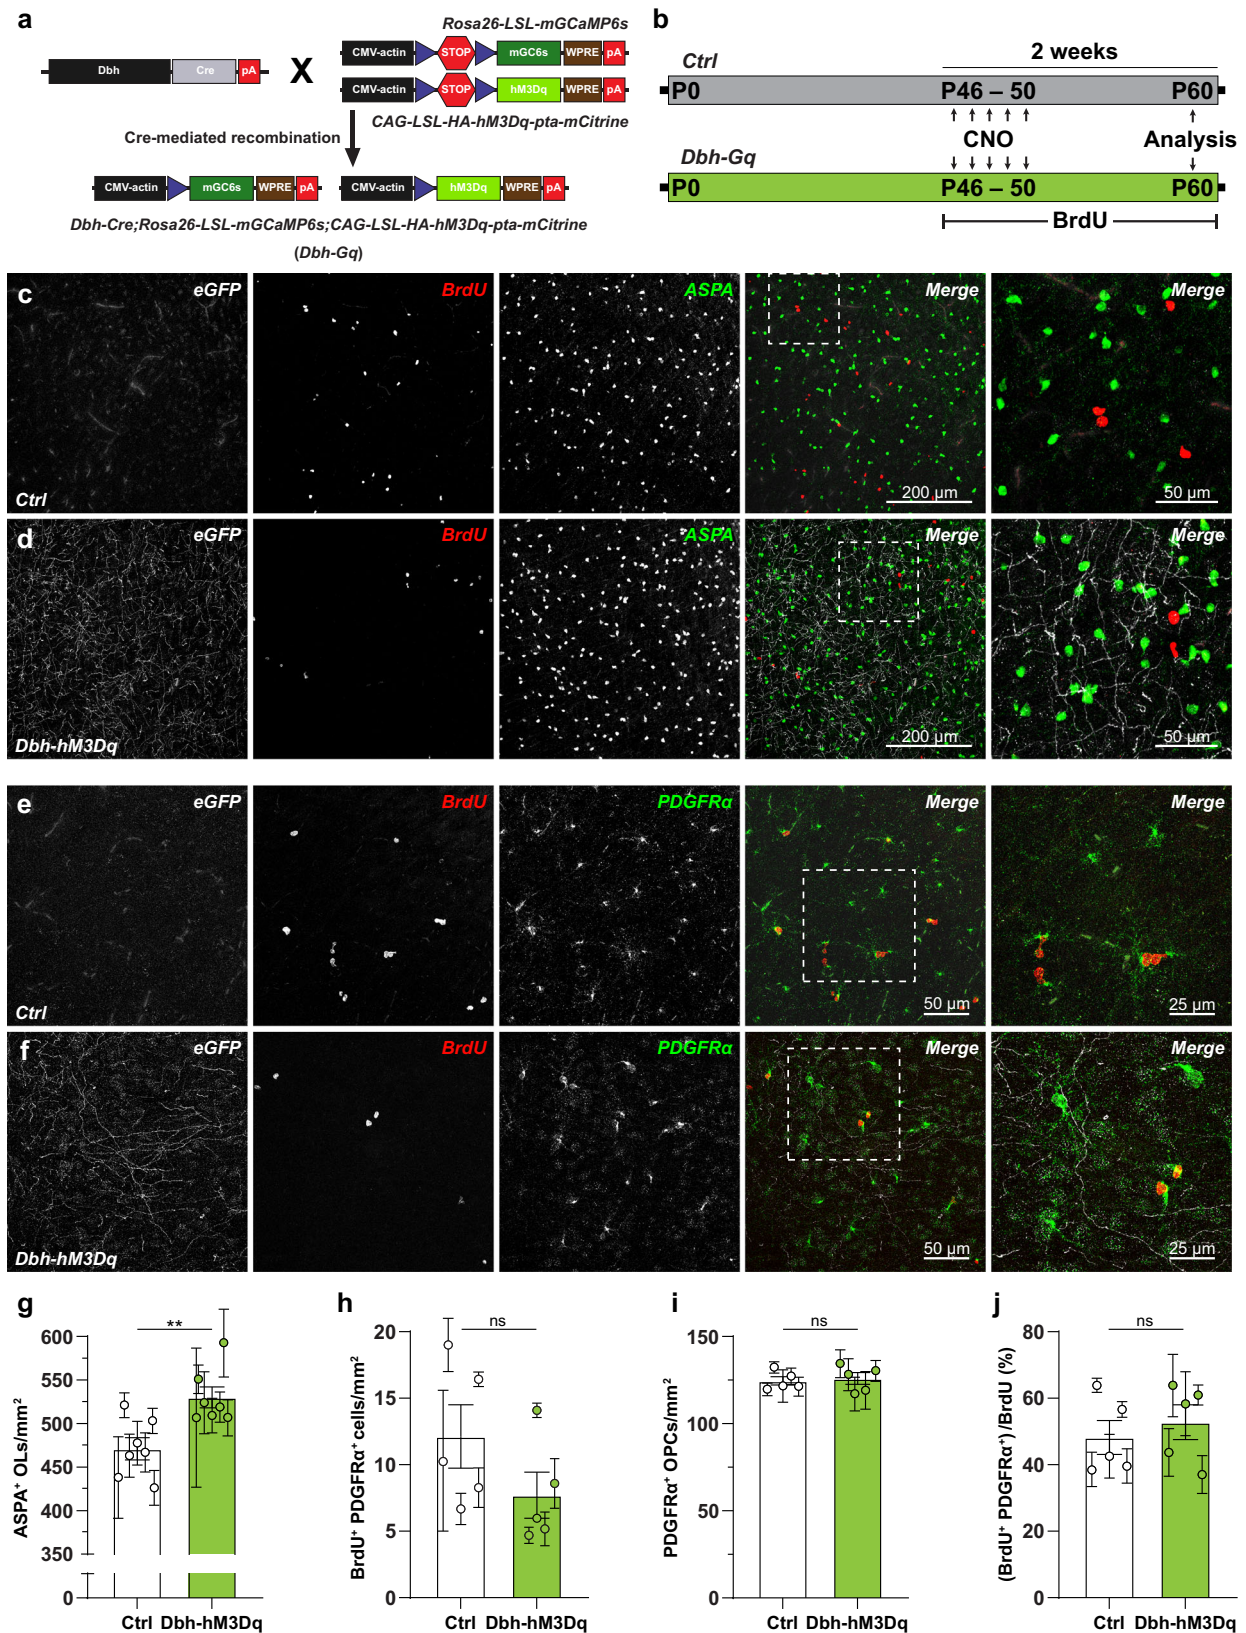 a
Rosa26-LSL-mGCaMP6s
CMV-actin STOP mGC6s WPRE pA
Dbh Cre pA X
CMV-actin STOP hM3Dq WPRE pA
CAG-LSL-HA-hM3Dq-pta-mCitrine
Cre-mediated recombination
CMV-actin mGC6s WPRE pA CMV-actin hM3Dq WPRE pA
Dbh-Cre;Rosa26-LSL-mGCaMP6s;CAG-LSL-HA-hM3Dq-pta-mCitrine
(Dbh-Gq)
b
Ctrl 2 weeks
P0 P46 – 50 P60
CNO Analysis
Dbh-Gq
P0 P46 – 50 P60
BrdU
c eGFP BrdU ASPA Merge Merge
Ctrl 200 µm 50 µm
d eGFP BrdU ASPA Merge Merge
Dbh-hM3Dq 200 µm 50 µm
e eGFP BrdU PDGFRα Merge Merge
Ctrl 50 µm 25 µm
f eGFP BrdU PDGFRα Merge Merge
Dbh-hM3Dq 50 µm 25 µm
g
ASPA⁺ OLs/mm²
600
550
500
450
400
350
0
**
Ctrl Dbh-hM3Dq
h
BrdU⁺ PDGFRα⁺ cells/mm²
20
15
10
5
0
ns
Ctrl Dbh-hM3Dq
i
PDGFRα⁺ OPCs/mm²
150
100
50
0
ns
Ctrl Dbh-hM3Dq
j
(BrdU⁺ PDGFRα⁺)/BrdU (%)
80
60
40
20
0
ns
Ctrl Dbh-hM3Dq